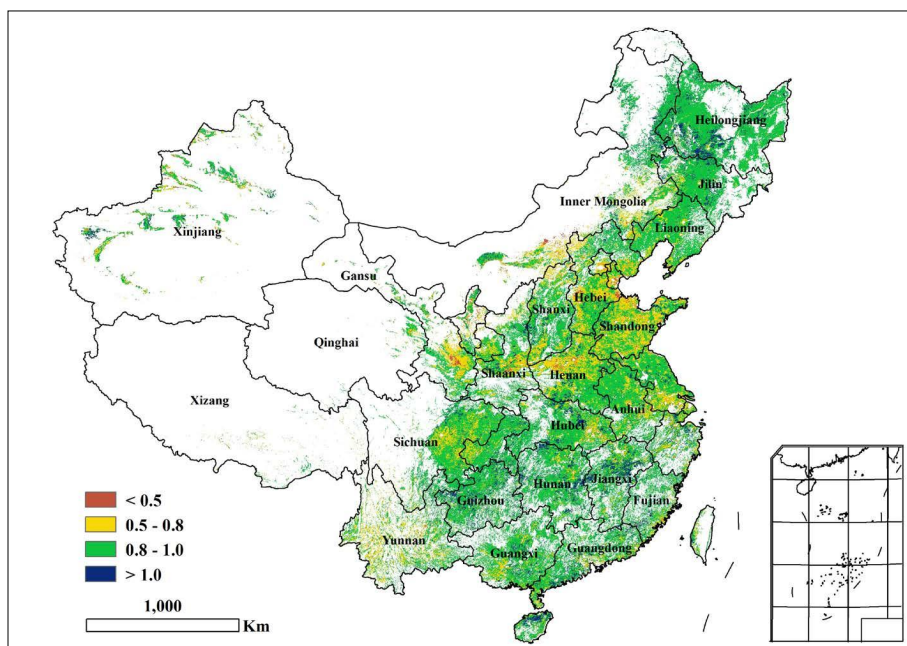 Heilongjiang
Jilin
Inner Mongolia
Liaoning
Xinjiang
Gansu
Hebei
Shanxi
Shandong
Qinghai
Shaanxi
Henan
Xizang
Anhui
Hubei
Sichuan
Jiangxi
Hunan
Guizhou
Fujian
Yunnan
Guangdong
Guangxi
< 0.5
0.5 - 0.8
0.8 - 1.0
> 1.0
1,000
Km